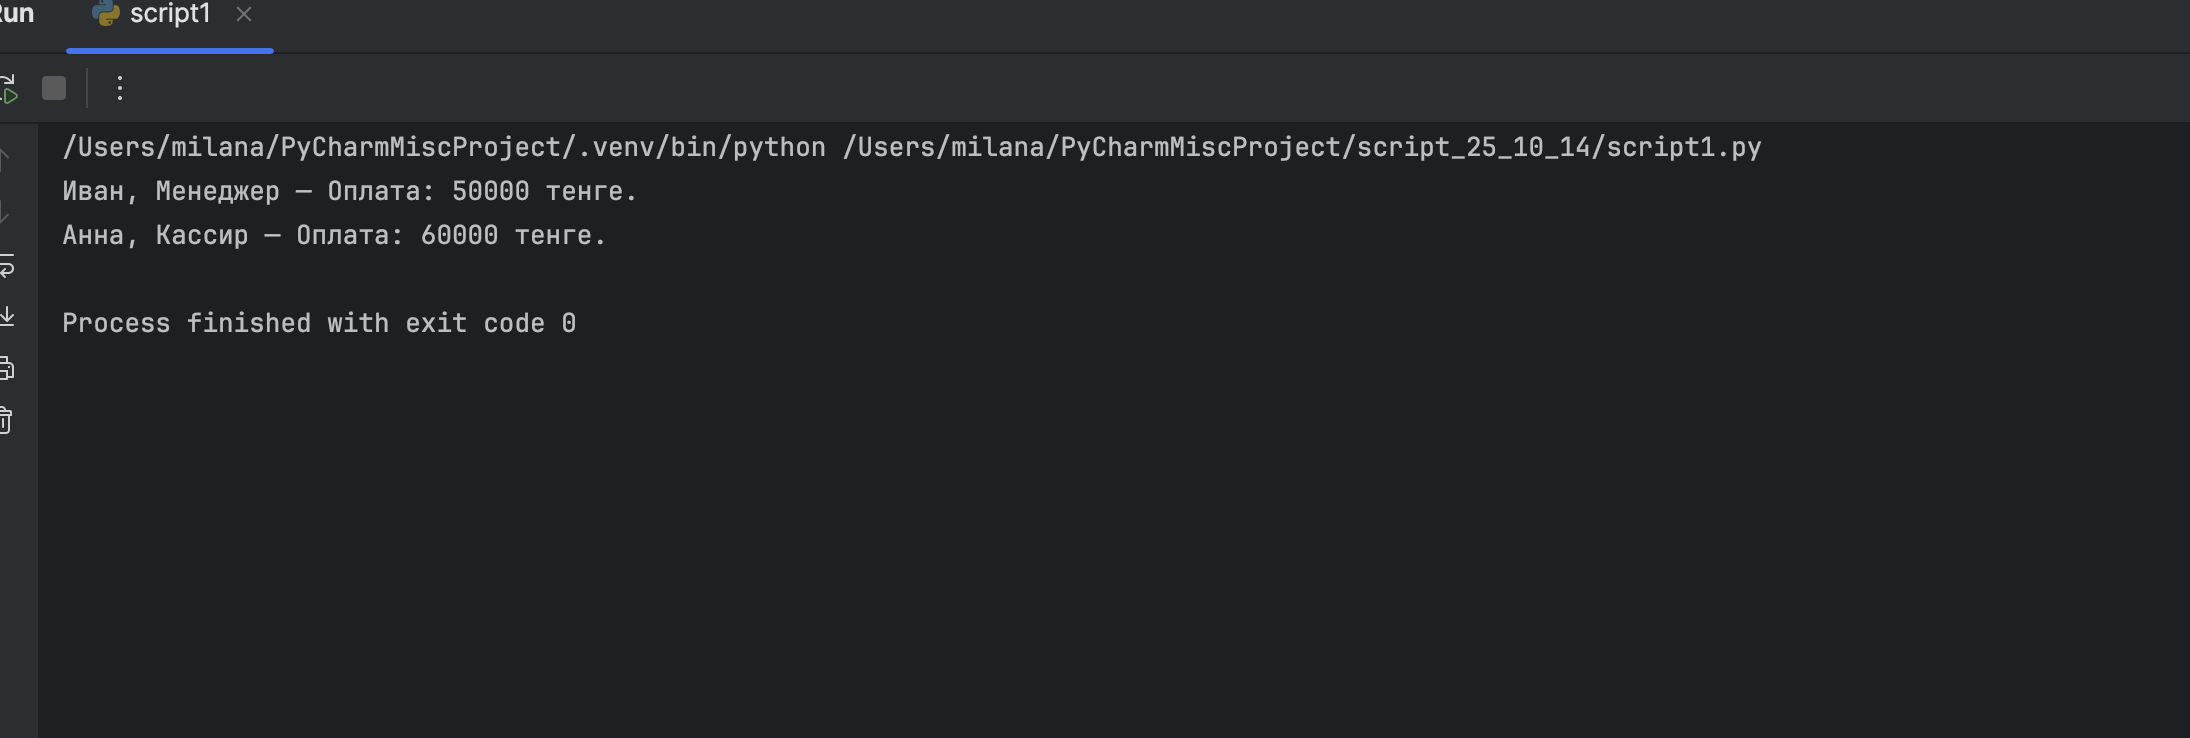 Run
script1
/Users/milana/PyCharmMiscProject/.venv/bin/python /Users/milana/PyCharmMiscProject/script_25_10_14/script1.py
Иван, Менеджер — Оплата: 50000 тенге.
Анна, Кассир — Оплата: 60000 тенге.
Process finished with exit code 0